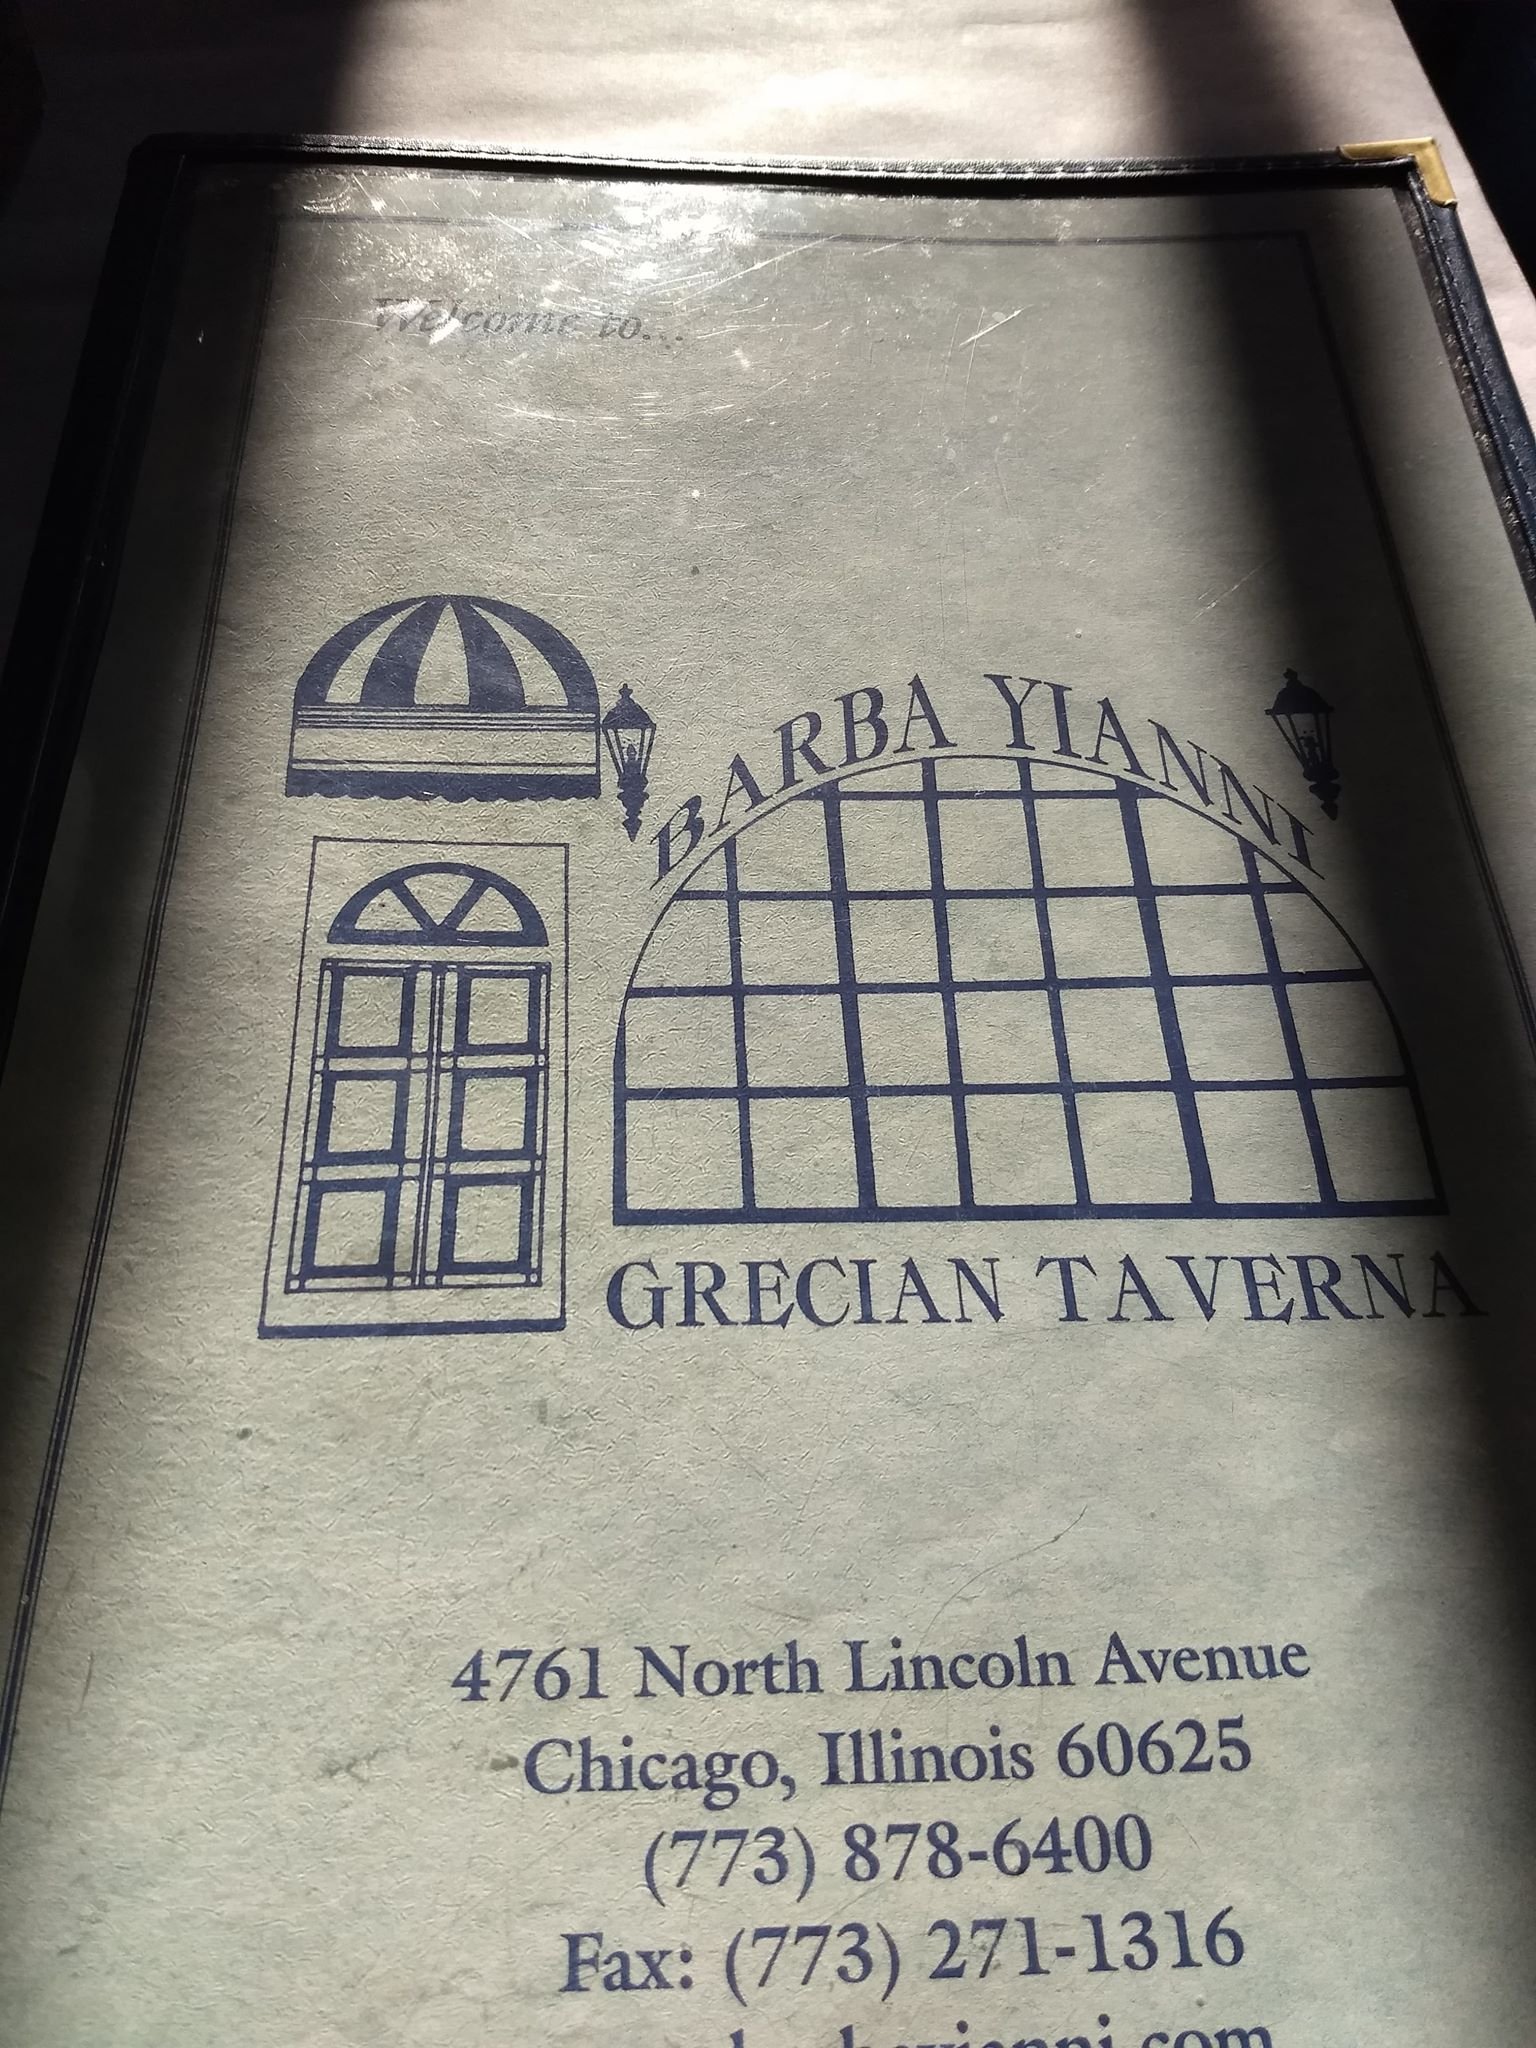 Welcome to...
BARBA YIANNI
GRECIAN TAVERNA
4761 North Lincoln Avenue
Chicago, Illinois 60625
(773) 878-6400
Fax: (773) 271-1316